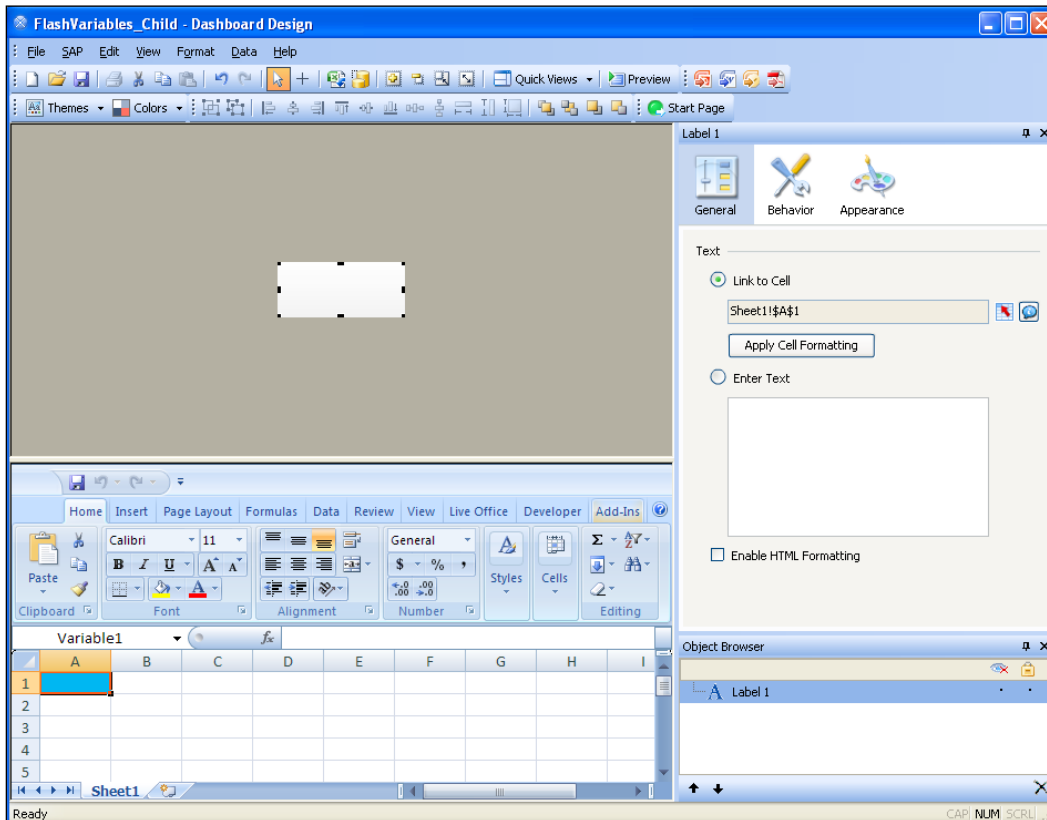 FlashVariables_Child - Dashboard Design
File SAP Edit View Format Data Help
Quick Views Preview
Themes Colors Start Page
Label 1
General Behavior Appearance
Text
Link to Cell
Sheet1!$A$1
Apply Cell Formatting
Enter Text
Enable HTML Formatting
Home Insert Page Layout Formulas Data Review View Live Office Developer Add-Ins
Calibri 11 General
B I U A A $ % ,
Paste Styles Cells
Clipboard Font Alignment Number Editing
Variable1 fx
A B C D E F G H I
1
2
3
4
5
Sheet1
Object Browser
Label 1
Ready CAP NUM SCRL